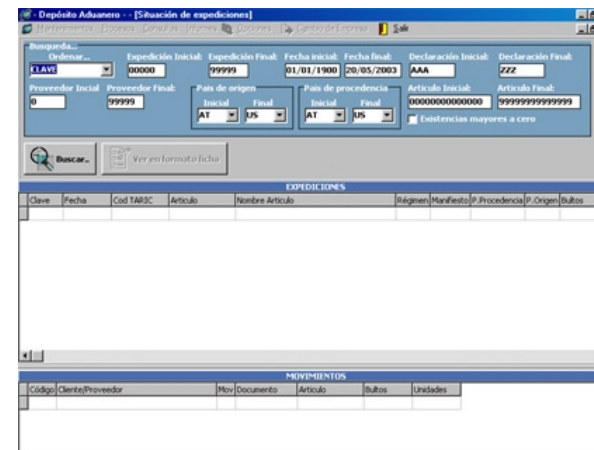 - Depósito Aduanero - - [Situación de expediciones]
Mantenimientos Procesos Consultas Informes Opciones Cambio de Empresa Salir
Busqueda...
Ordenar... Expedición Inicial: Expedición Final: Fecha inicial: Fecha final: Declaración Inicial: Declaración Final:
CLAVE 00000 99999 01/01/1900 20/05/2003 AAA ZZZ
Proveedor Incial Proveedor Final: Pais de origen Pais de procedencia Articulo Inicial: Articulo Final:
0 99999 Inicial Final Inicial Final 00000000000000 99999999999999
AT US AT US Existencias mayores a cero
Buscar... Ver en formato ficha
EXPEDICIONES
Clave Fecha Cod TARIC Articulo Nombre Articulo Régimen Manifiesto P.Procedencia P.Origen Bultos
MOVIMIENTOS
Código Cliente/Proveedor Mov Documento Articulo Bultos Unidades